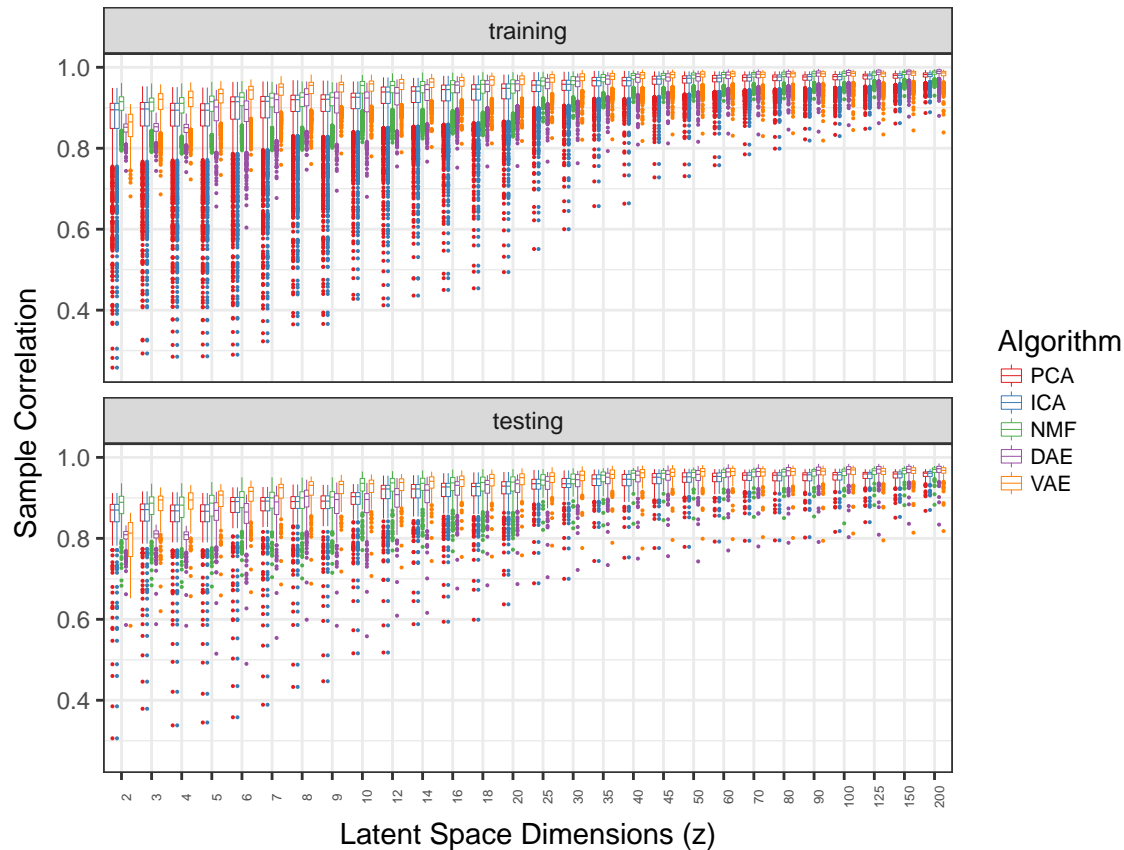 training
1.0
0.8
0.6
0.4
testing
1.0
0.8
0.6
0.4
Sample Correlation
2 3 4 5 6 7 8 9 10 12 14 16 18 20 25 30 35 40 45 50 60 70 80 90 100 125 150 200
Latent Space Dimensions (z)
Algorithm
PCA
ICA
NMF
DAE
VAE